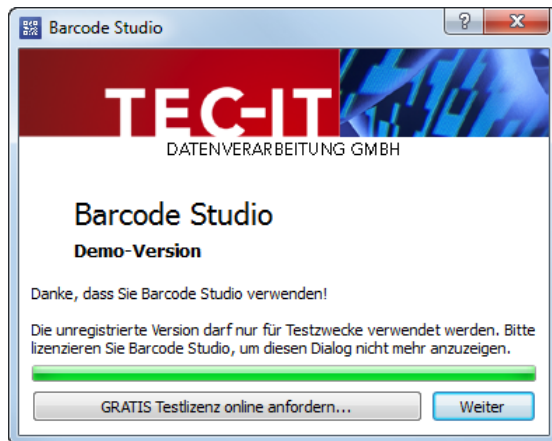 Barcode Studio
TEC-IT
DATENVERARBEITUNG GMBH
Barcode Studio
Demo-Version
Danke, dass Sie Barcode Studio verwenden!
Die unregistrierte Version darf nur für Testzwecke verwendet werden. Bitte
lizenzieren Sie Barcode Studio, um diesen Dialog nicht mehr anzuzeigen.
GRATIS Testlizenz online anfordern...
Weiter